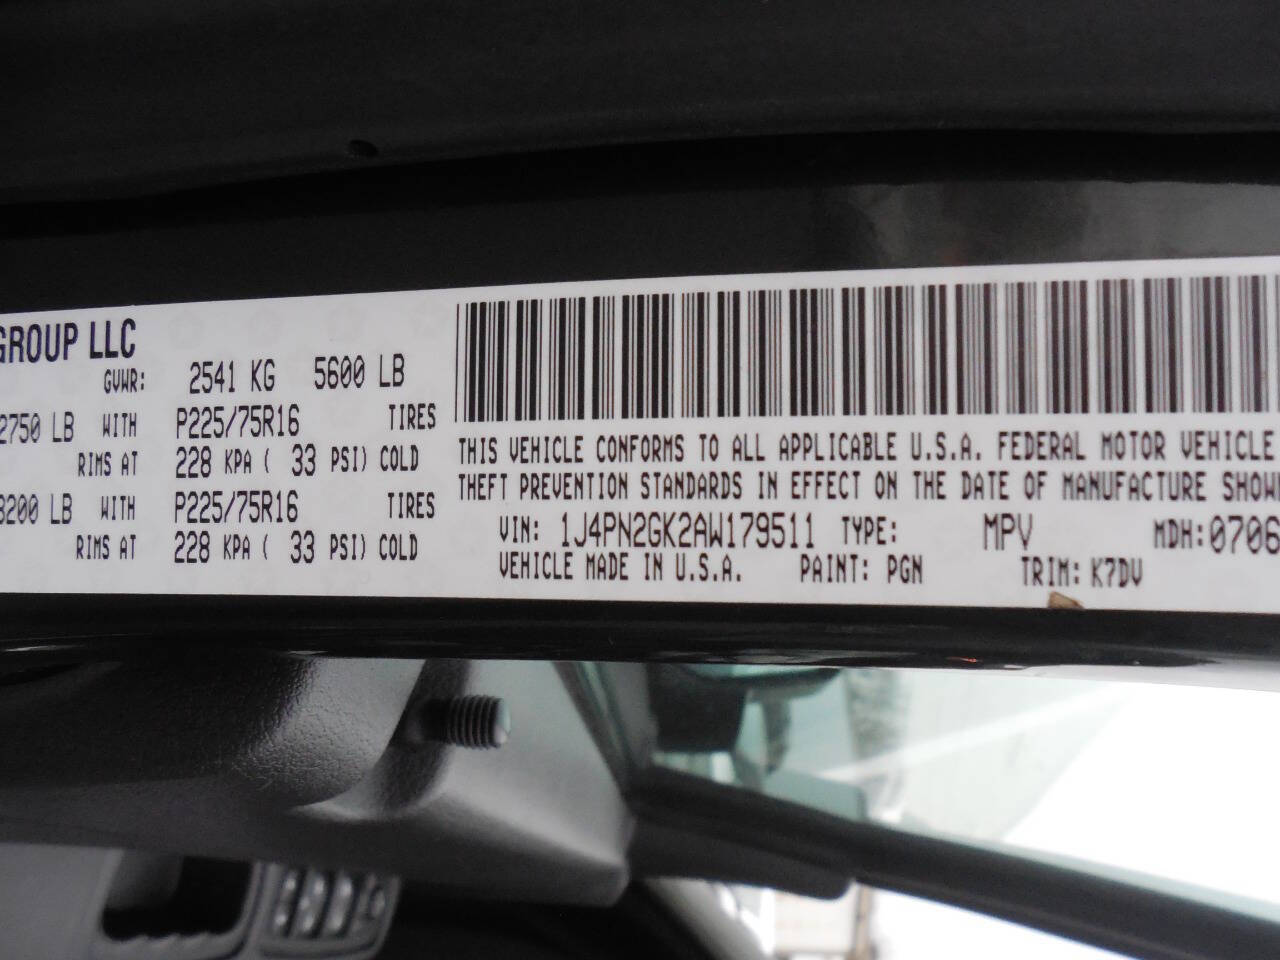 GROUP LLC
GVWR: 2541 KG 5600 LB
2750 LB WITH P225/75R16 TIRES
RIMS AT 228 KPA ( 33 PSI) COLD
3200 LB WITH P225/75R16 TIRES
RIMS AT 228 KPA ( 33 PSI) COLD
THIS VEHICLE CONFORMS TO ALL APPLICABLE U.S.A. FEDERAL MOTOR VEHICLE
THEFT PREVENTION STANDARDS IN EFFECT ON THE DATE OF MANUFACTURE SHOWN
VIN: 1J4PN2GK2AW179511 TYPE: MPV MDH: 0706
VEHICLE MADE IN U.S.A. PAINT: PGN TRIM: K7DV